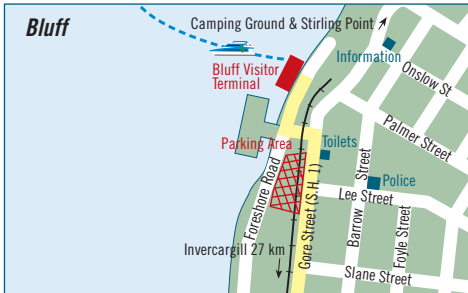 Bluff
Camping Ground & Stirling Point
Information
Bluff Visitor
Terminal
Onslow St
Palmer Street
Parking Area
Toilets
Foreshore Road
Gore Street (S.H. 1)
Barrow Street
Police
Lee Street
Foyle Street
Invercargill 27 km
Slane Street